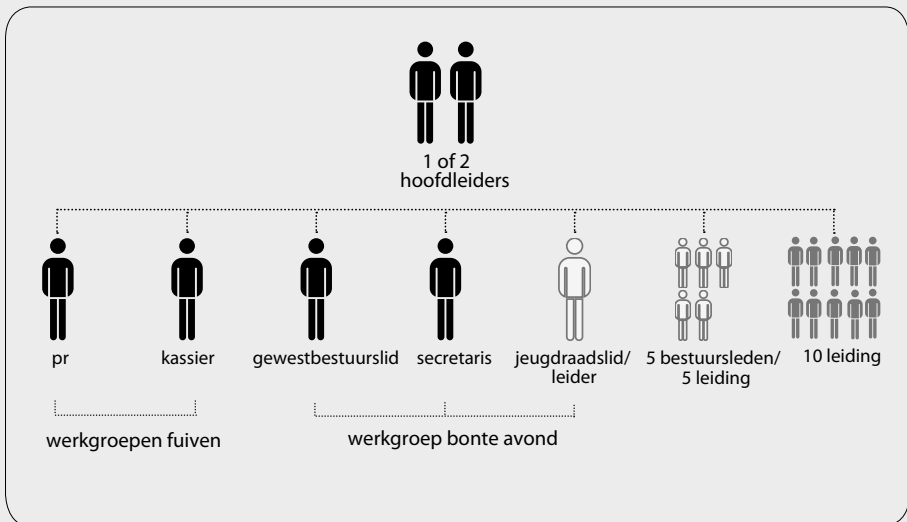 1 of 2
hoofdleiders
pr
kassier
gewestbestuurslid
secretaris
jeugdraadslid/
leider
5 bestuursleden/
5 leiding
10 leiding
werkgroepen fuiven
werkgroep bonte avond